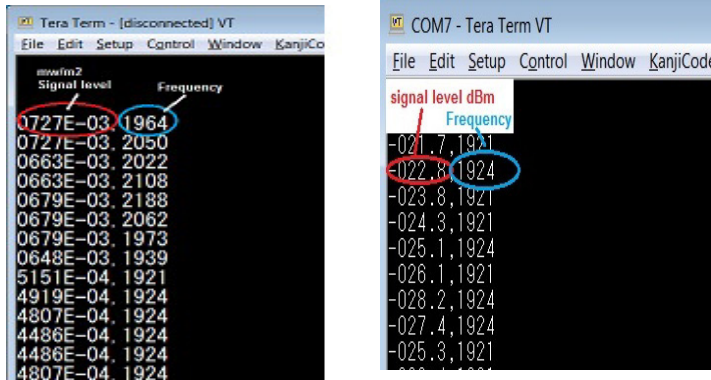 Tera Term - [disconnected] VT
File Edit Setup Control Window KanjiCo
mwfm2
Signal level
Frequency
0727E-03, 1964
0727E-03, 2050
0663E-03, 2022
0663E-03, 2108
0679E-03, 2188
0679E-03, 2062
0679E-03, 1973
0648E-03, 1939
5151E-04, 1921
4919E-04, 1924
4807E-04, 1924
4486E-04, 1924
4486E-04, 1924
4807E-04, 1924
COM7 - Tera Term VT
File Edit Setup Control Window KanjiCode
signal level dBm
Frequency
-021.7,1921
-022.8,1924
-023.8,1921
-024.3,1921
-025.1,1924
-026.1,1921
-028.2,1924
-027.4,1924
-025.3,1921